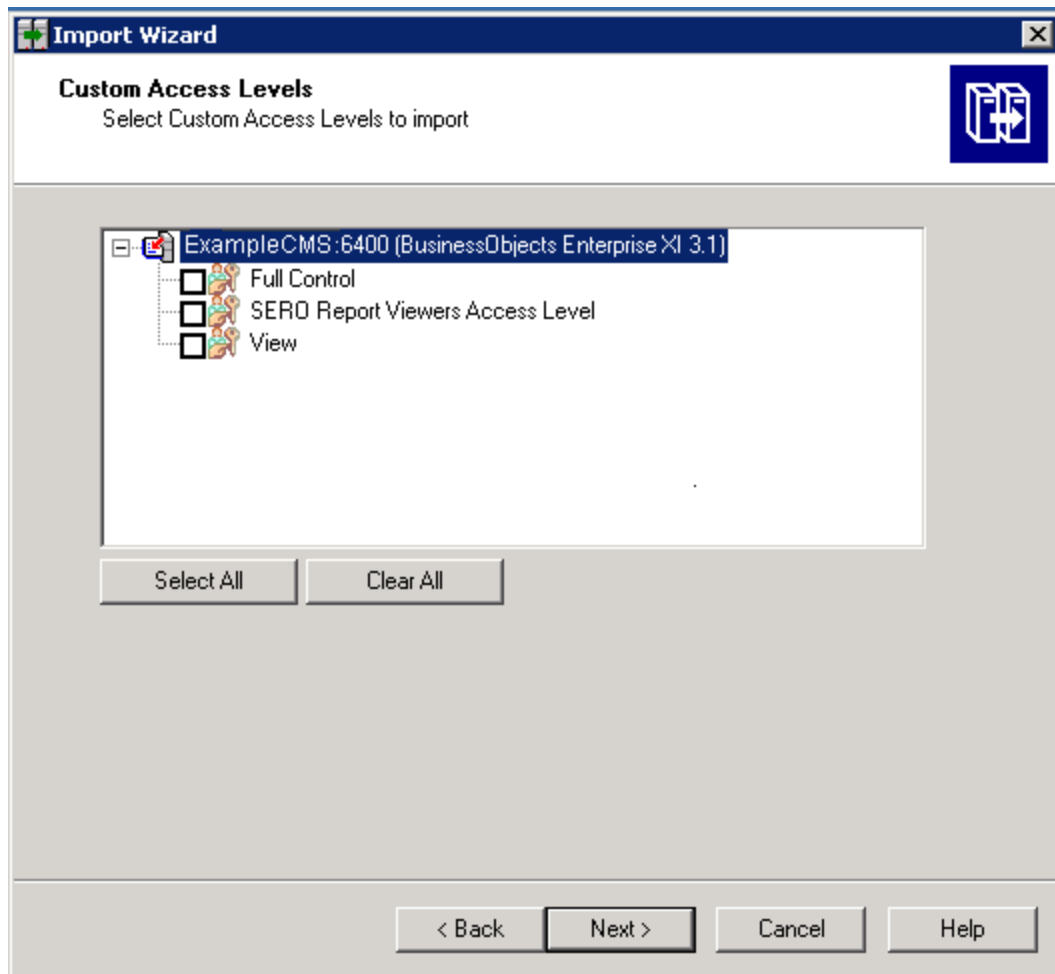 Import Wizard
Custom Access Levels
Select Custom Access Levels to import
ExampleCMS:6400 (BusinessObjects Enterprise XI 3.1)
Full Control
SERO Report Viewers Access Level
View
Select All Clear All
< Back Next > Cancel Help